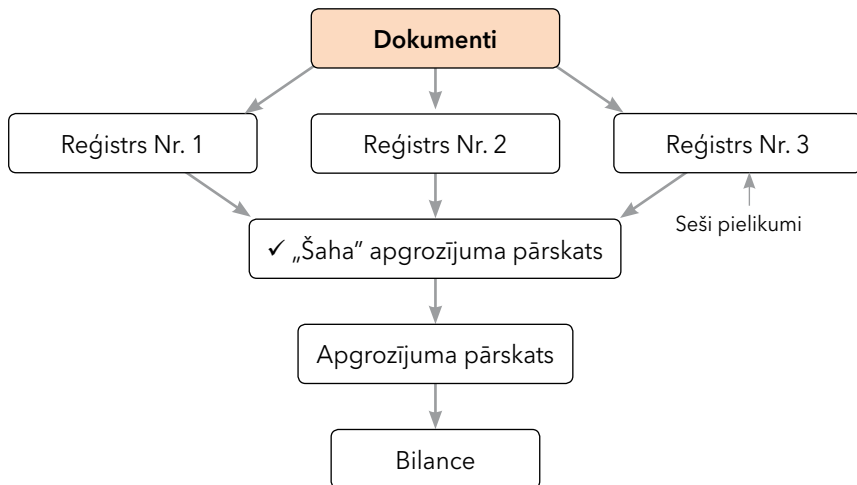 Dokumenti
Reģistrs Nr. 1
Reģistrs Nr. 2
Reģistrs Nr. 3
Seši pielikumi
✓ „Šaha“ apgrozījuma pārskats
Apgrozījuma pārskats
Bilance